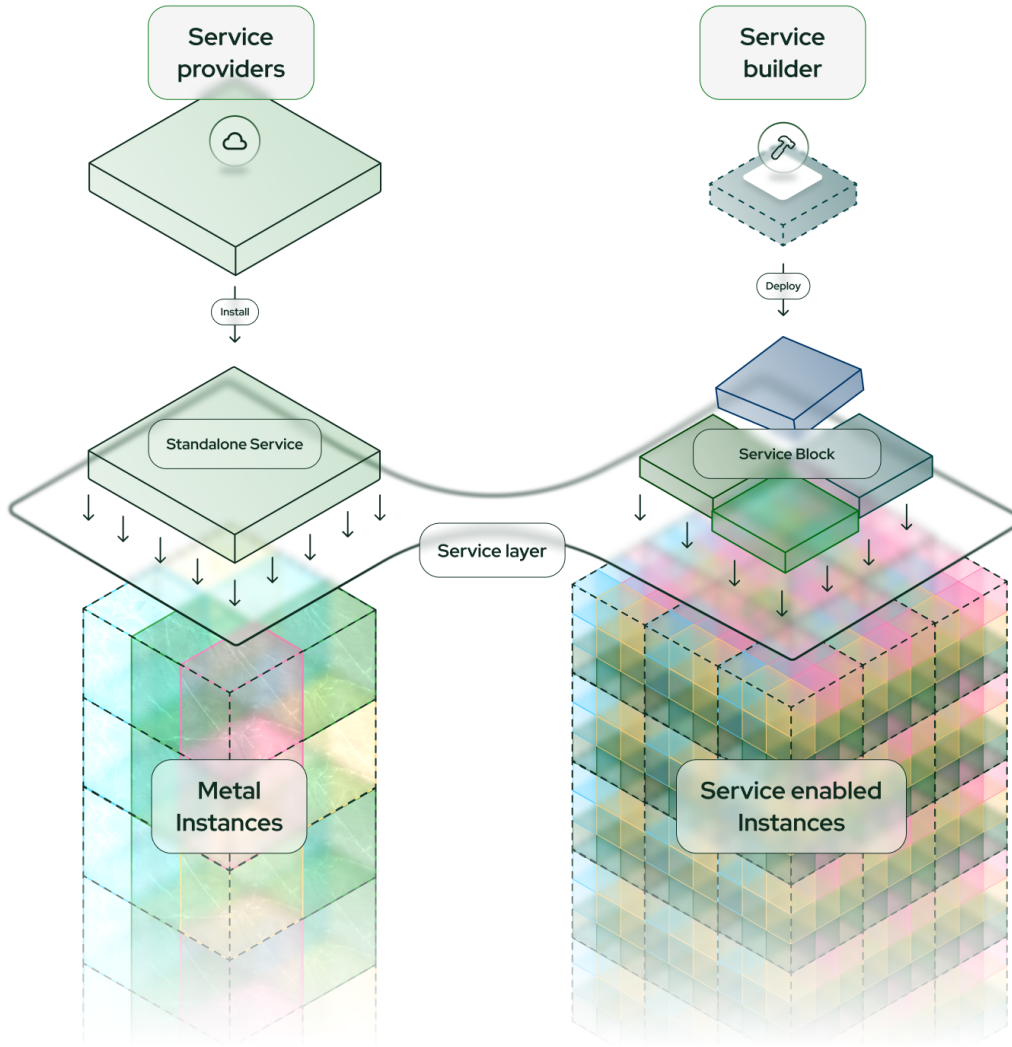 Service
providers
Service
builder
Install
Deploy
Standalone Service
Service Block
Service layer
Metal
Instances
Service enabled
Instances